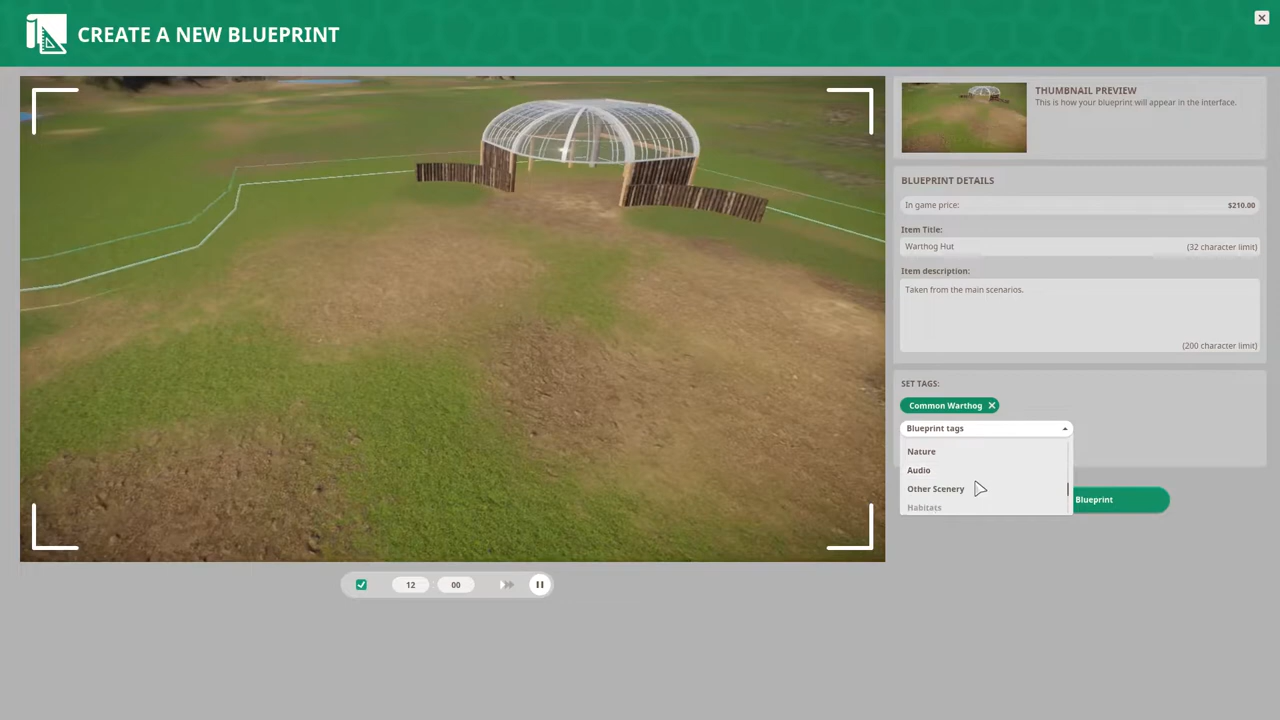 CREATE A NEW BLUEPRINT
THUMBNAIL PREVIEW
This is how your blueprint will appear in the interface.
BLUEPRINT DETAILS
In game price: $210.00
Item Title:
Warthog Hut (32 character limit)
Item description:
Taken from the main scenarios.
(200 character limit)
SET TAGS:
Common Warthog
Blueprint tags
Nature
Audio
Other Scenery
Habitats
Blueprint
12 00